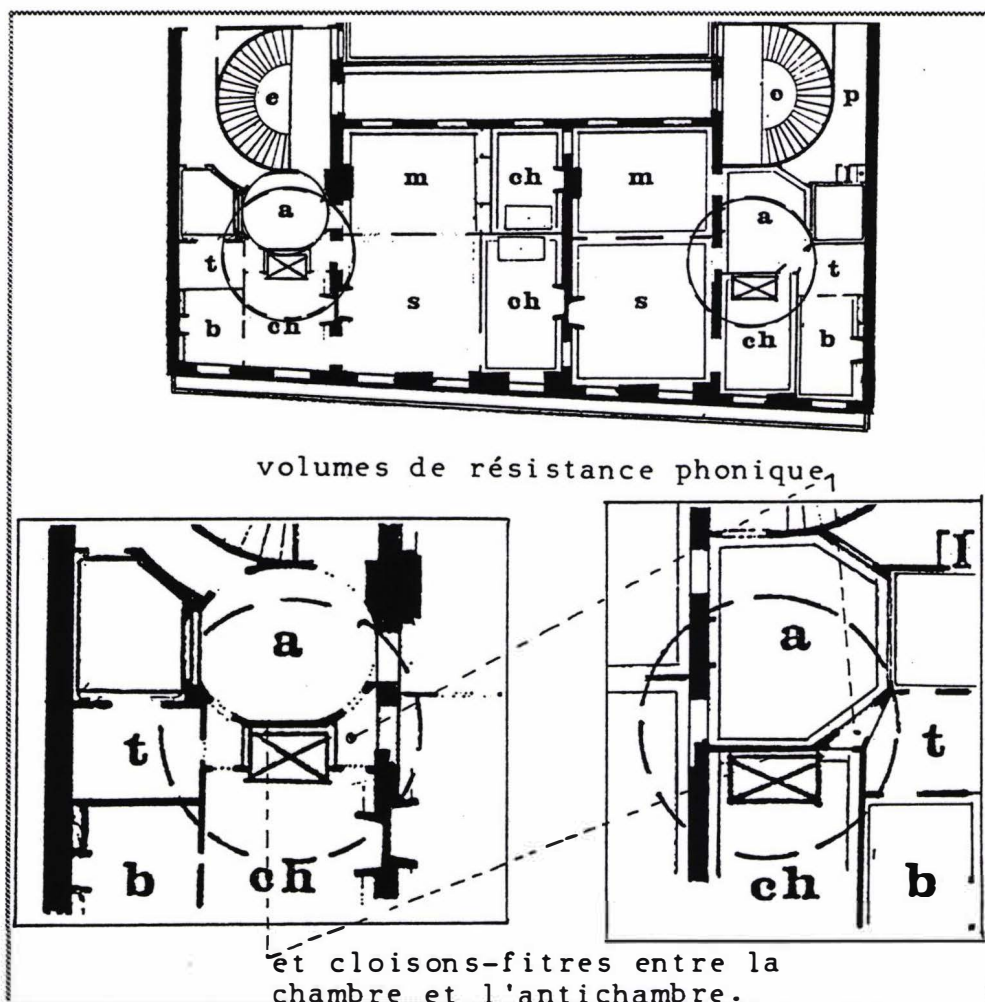 e
o
p
m
ch
m
a
a
t
s
ch
s
t
b
ch
ch
b
volumes de résistance phonique
a
a
t
t
b
ch
ch
b
et cloisons-fitres entre la
chambre et l'antichambre.